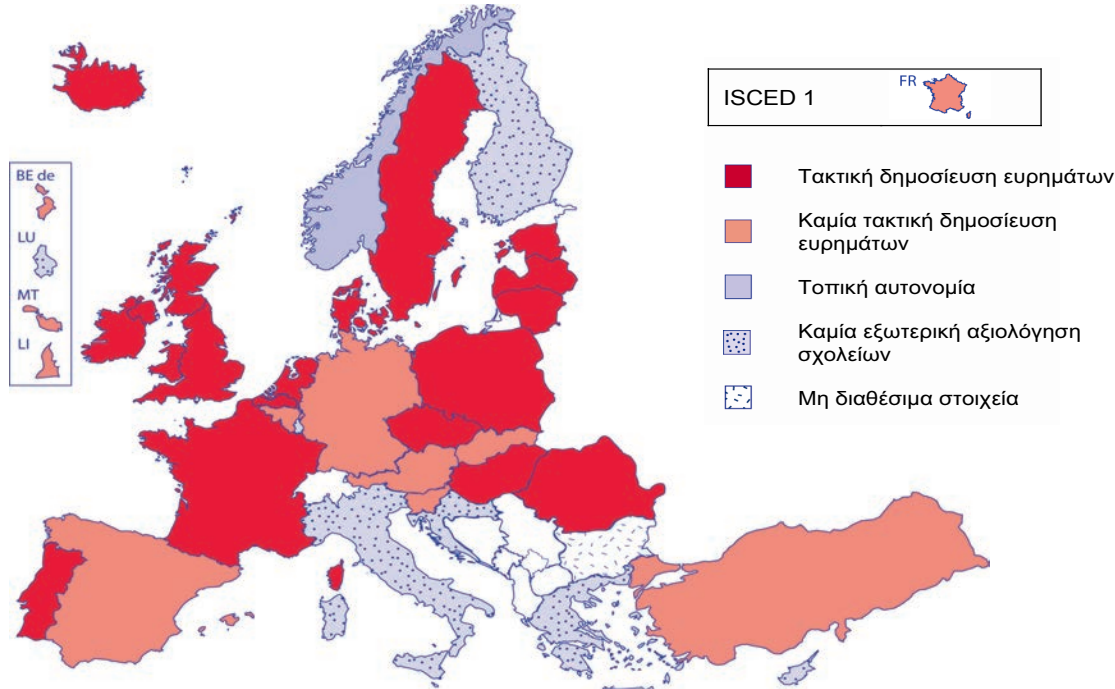 ISCED 1
FR
BE de
LU
MT
LI
Τακτική δημοσίευση ευρημάτων
Καμία τακτική δημοσίευση
ευρημάτων
Τοπική αυτονομία
Καμία εξωτερική αξιολόγηση
σχολείων
Μη διαθέσιμα στοιχεία